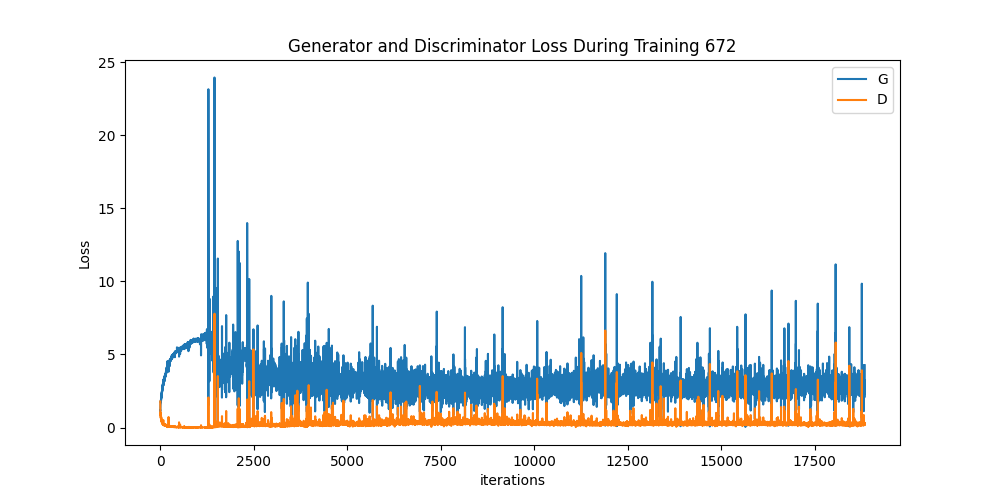 Generator and Discriminator Loss During Training 672
G
D
25
20
15
10
5
0
Loss
0 2500 5000 7500 10000 12500 15000 17500
iterations